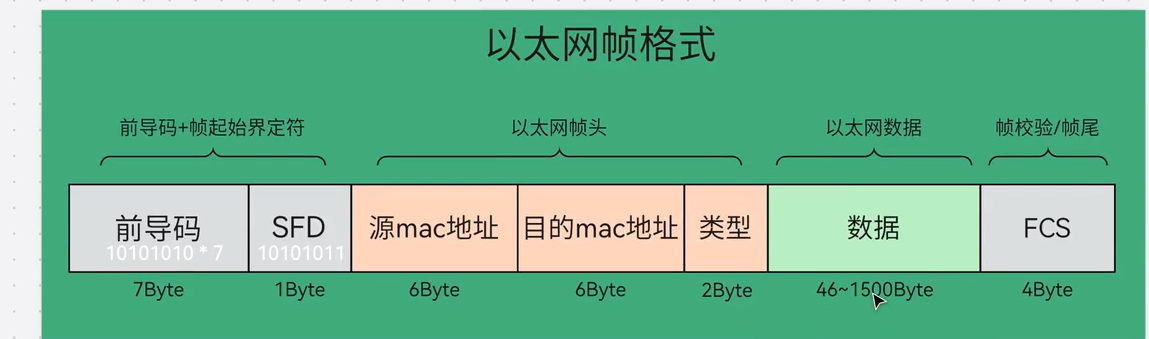 以太网帧格式
前导码+帧起始界定符 以太网帧头 以太网数据 帧校验/帧尾
前导码 SFD 源mac地址 目的mac地址 类型 数据 FCS
10101010 * 7 10101011
7Byte 1Byte 6Byte 6Byte 2Byte 46~1500Byte 4Byte